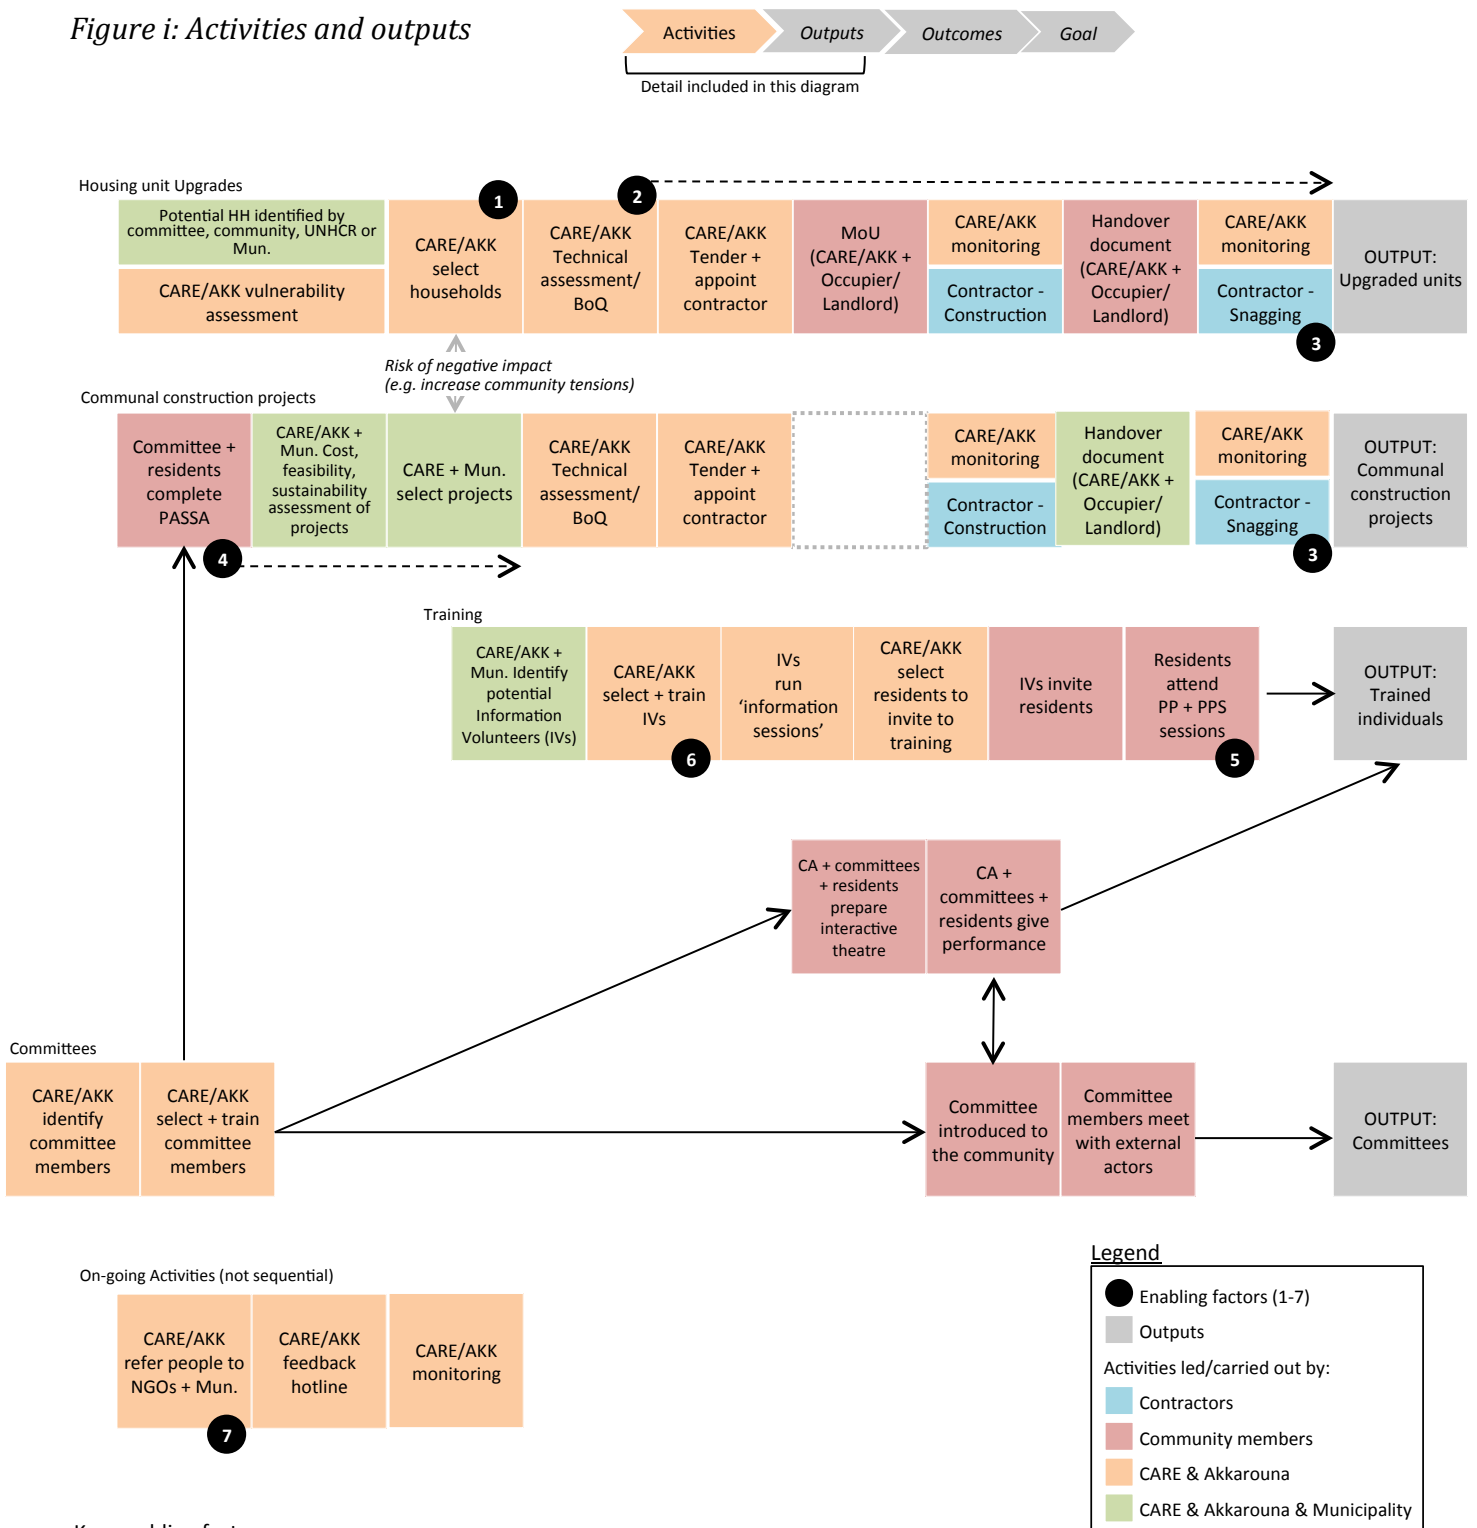 Figure i: Activities and outputs
Activities
Outputs
Outcomes
Goal
Detail included in this diagram
Housing unit Upgrades
1
2
Potential HH identified by
committee, community, UNHCR or
Mun.
CARE/AKK vulnerability
assessment
CARE/AKK
select
households
CARE/AKK
Technical
assessment/
BoQ
CARE/AKK
Tender +
appoint
contractor
MoU
(CARE/AKK +
Occupier/
Landlord)
CARE/AKK
monitoring
Contractor -
Construction
Handover
document
(CARE/AKK +
Occupier/
Landlord)
CARE/AKK
monitoring
Contractor -
Snagging
3
OUTPUT:
Upgraded units
Risk of negative impact
(e.g. increase community tensions)
Communal construction projects
Committee +
residents
complete
PASSA
4
CARE/AKK +
Mun. Cost,
feasibility,
sustainability
assessment of
projects
CARE + Mun.
select projects
CARE/AKK
Technical
assessment/
BoQ
CARE/AKK
Tender +
appoint
contractor
CARE/AKK
monitoring
Contractor -
Construction
Handover
document
(CARE/AKK +
Occupier/
Landlord)
CARE/AKK
monitoring
Contractor -
Snagging
3
OUTPUT:
Communal
construction
projects
Training
CARE/AKK +
Mun. Identify
potential
Information
Volunteers (IVs)
CARE/AKK
select + train
IVs
6
IVs
run
‘information
sessions’
CARE/AKK
select
residents to
invite to
training
IVs invite
residents
Residents
attend
PP + PPS
sessions
5
OUTPUT:
Trained
individuals
CA + committees
+ residents
prepare
interactive
theatre
CA +
committees +
residents give
performance
Committees
CARE/AKK
identify
committee
members
CARE/AKK
select + train
committee
members
Committee
introduced to
the community
Committee
members meet
with external
actors
OUTPUT:
Committees
On-going Activities (not sequential)
CARE/AKK
refer people to
NGOs + Mun.
7
CARE/AKK
feedback
hotline
CARE/AKK
monitoring
Legend
Enabling factors (1-7)
Outputs
Activities led/carried out by:
Contractors
Community members
CARE & Akkarouna
CARE & Akkarouna & Municipality